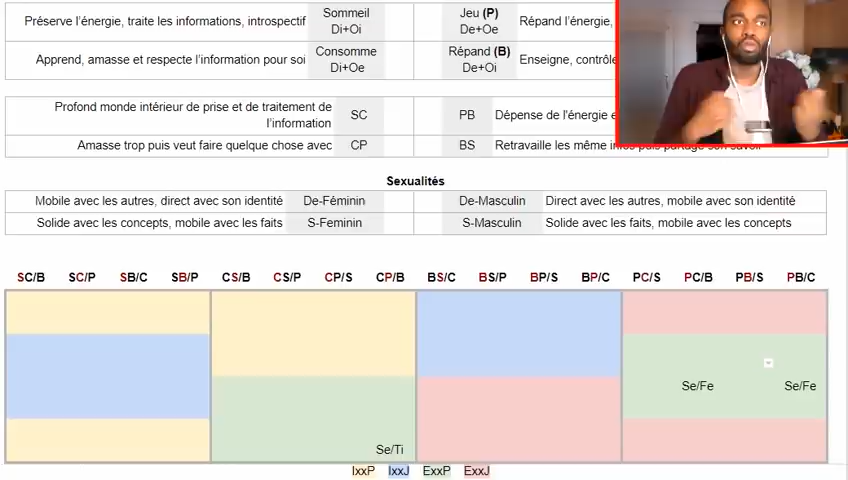 Préserve l'énergie, traite les informations, introspectif Sommeil Di+Oi Jeu (P) De+Oe Répand l'énergie,
Apprend, amasse et respecte l'information pour soi Consomme Di+Oe Répand (B) De+Oi Enseigne, contrôle
Profond monde intérieur de prise et de traitement de l'information SC PB Dépense de l'énergie
Amasse trop puis veut faire quelque chose avec CP BS Retravaille les même infos puis partage son savoir
Sexualités
Mobile avec les autres, direct avec son identité De-Féminin De-Masculin Direct avec les autres, mobile avec son identité
Solide avec les concepts, mobile avec les faits S-Feminin S-Masculin Solide avec les faits, mobile avec les concepts
SC/B SC/P SB/C SB/P CS/B CS/P CP/S CP/B BS/C BS/P BP/S BP/C PC/S PC/B PB/S PB/C
Se/Fe Se/Fe
Se/Ti
IxxP IxxJ ExxP ExxJ